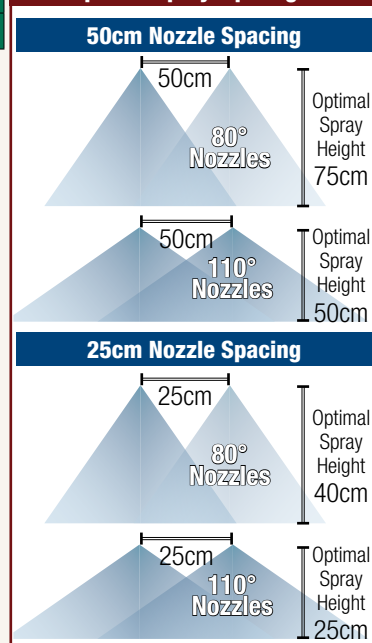 50cm Nozzle Spacing
50cm
80°
Nozzles
Optimal
Spray
Height
75cm
50cm
110°
Nozzles
Optimal
Spray
Height
50cm
25cm Nozzle Spacing
25cm
80°
Nozzles
Optimal
Spray
Height
40cm
25cm
110°
Nozzles
Optimal
Spray
Height
25cm